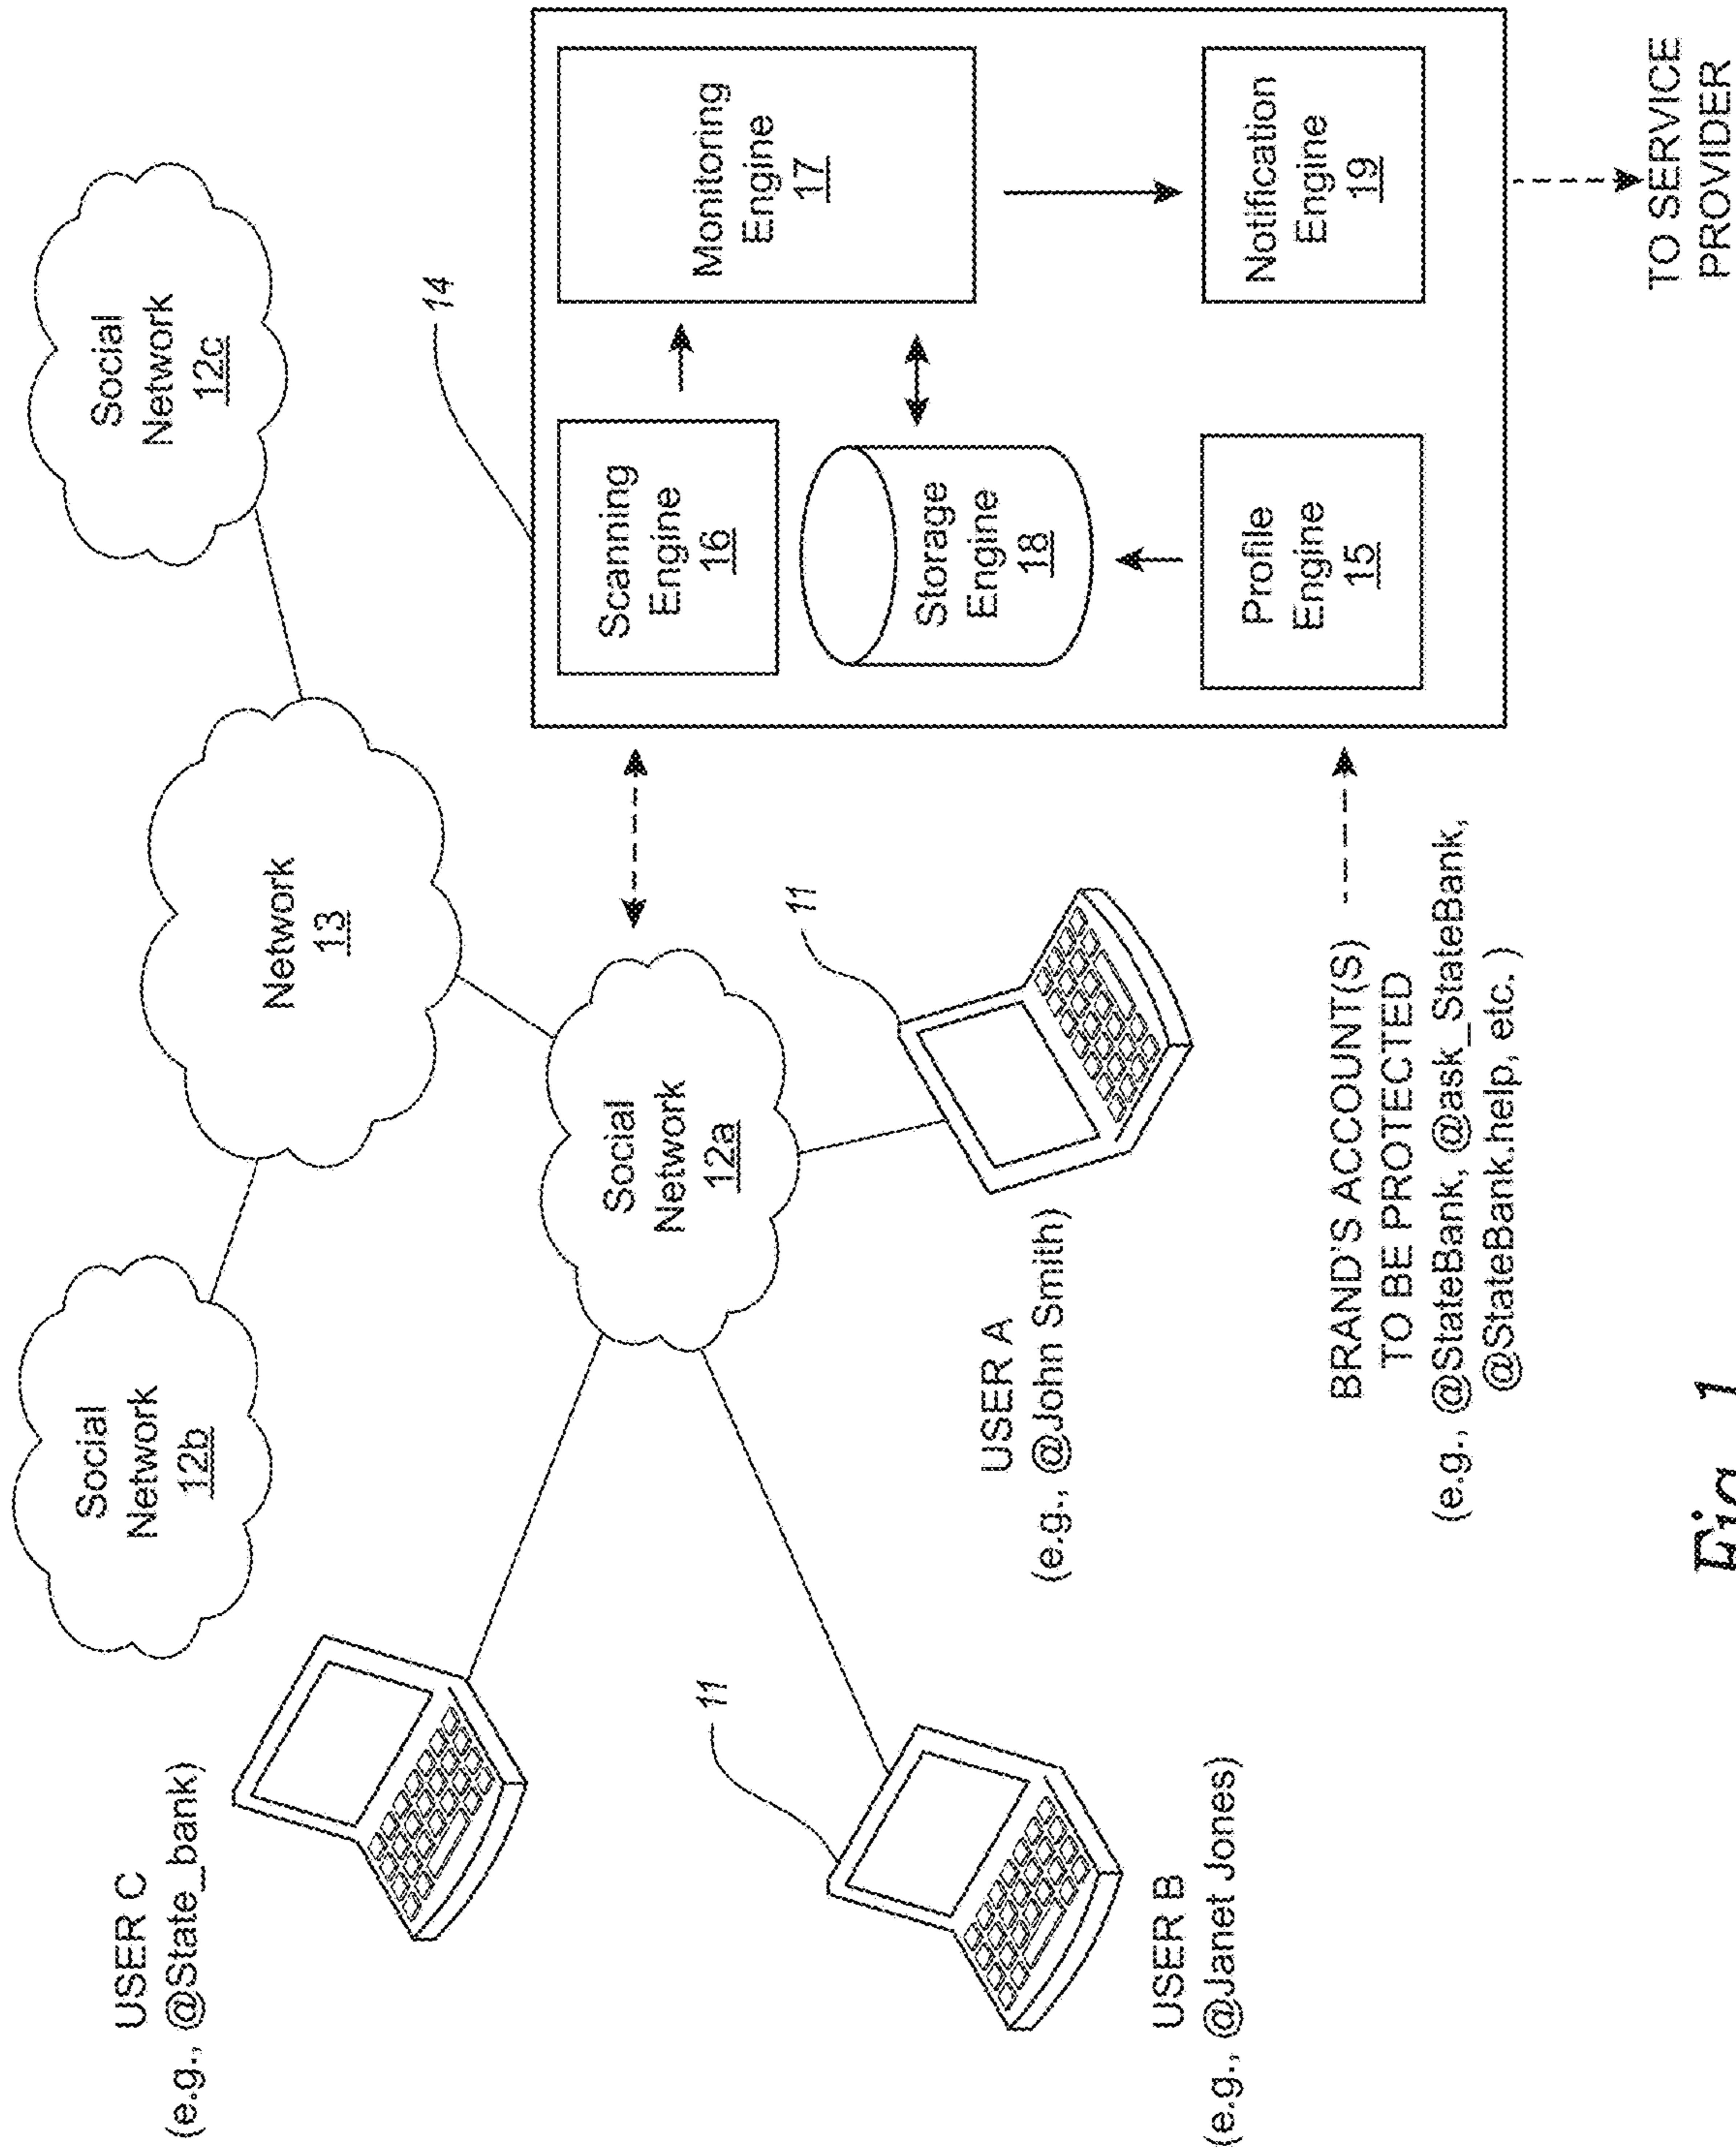 USER C
(e.g., @State_bank)
Social
Network
12b
Network
13
Social
Network
12c
11
Social
Network
12a
14
USER B
(e.g., @Janet Jones)
USER A
(e.g., @John Smith)
11
Scanning
Engine
16
Monitoring
Engine
17
Storage
Engine
18
Profile
Engine
15
Notification
Engine
19
BRAND'S ACCOUNT(S)
TO BE PROTECTED
(e.g., @StateBank, @ask_StateBank,
@StateBank.help, etc.)
TO SERVICE
PROVIDER
Fig. 1